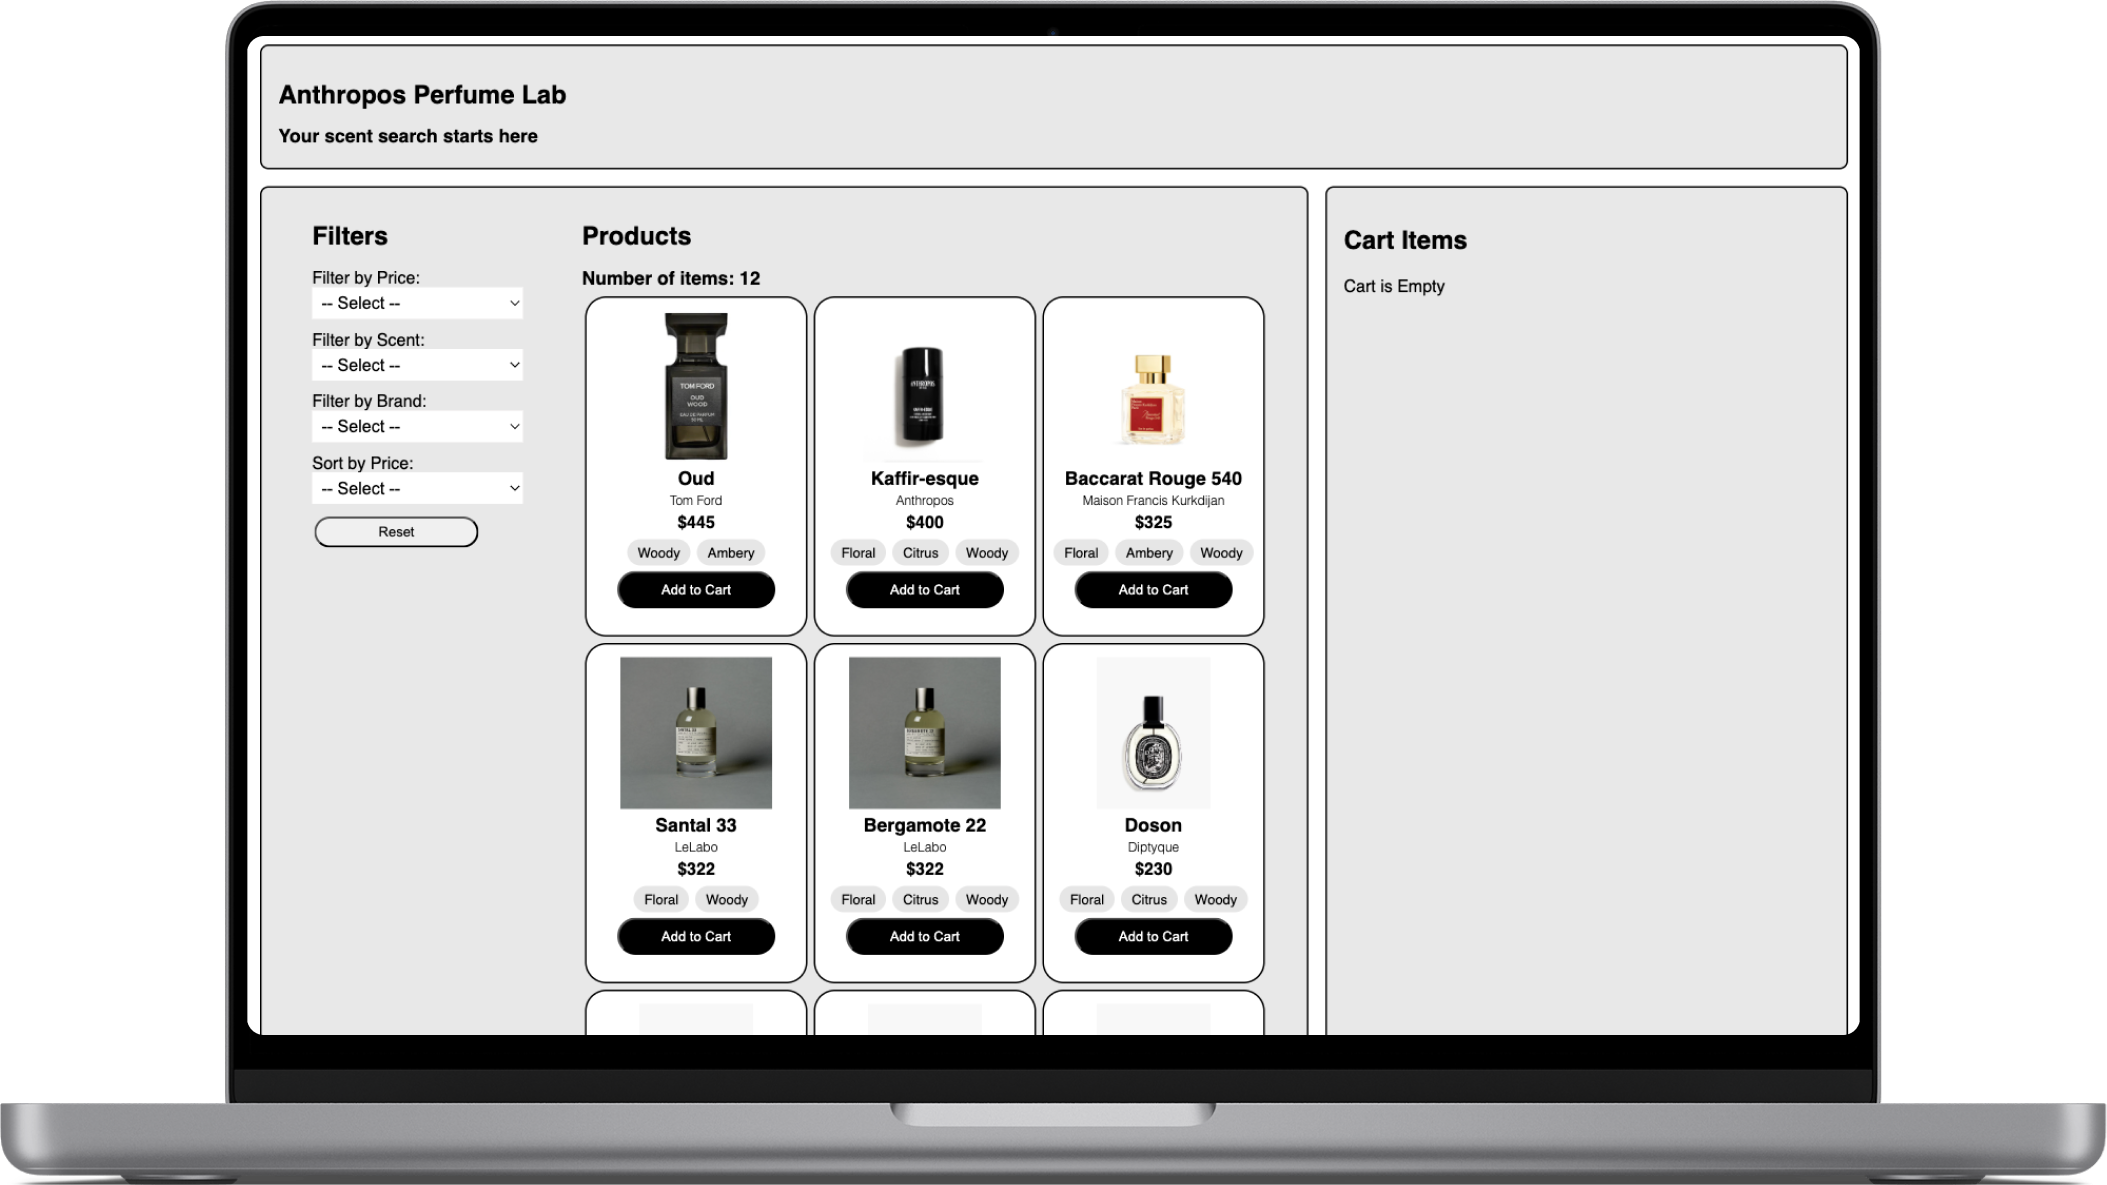 Anthropos Perfume Lab
Your scent search starts here
Filters
Filter by Price:
-- Select --
Filter by Scent:
-- Select --
Filter by Brand:
-- Select --
Sort by Price:
-- Select --
Reset
Products
Number of items: 12
TOM FORD
OUD
WOOD
EAU DE PARFUM
Oud
Tom Ford
$445
Woody Ambery
Add to Cart
ANTHROPOS
Kaffir-esque
Anthropos
$400
Floral Citrus Woody
Add to Cart
Baccarat Rouge 540
Maison Francis Kurkdijan
$325
Floral Ambery Woody
Add to Cart
SANTAL 33
Santal 33
LeLabo
$322
Floral Woody
Add to Cart
BERGAMOTE 22
Bergamote 22
LeLabo
$322
Floral Citrus Woody
Add to Cart
Doson
Diptyque
$230
Floral Citrus Woody
Add to Cart
Cart Items
Cart is Empty